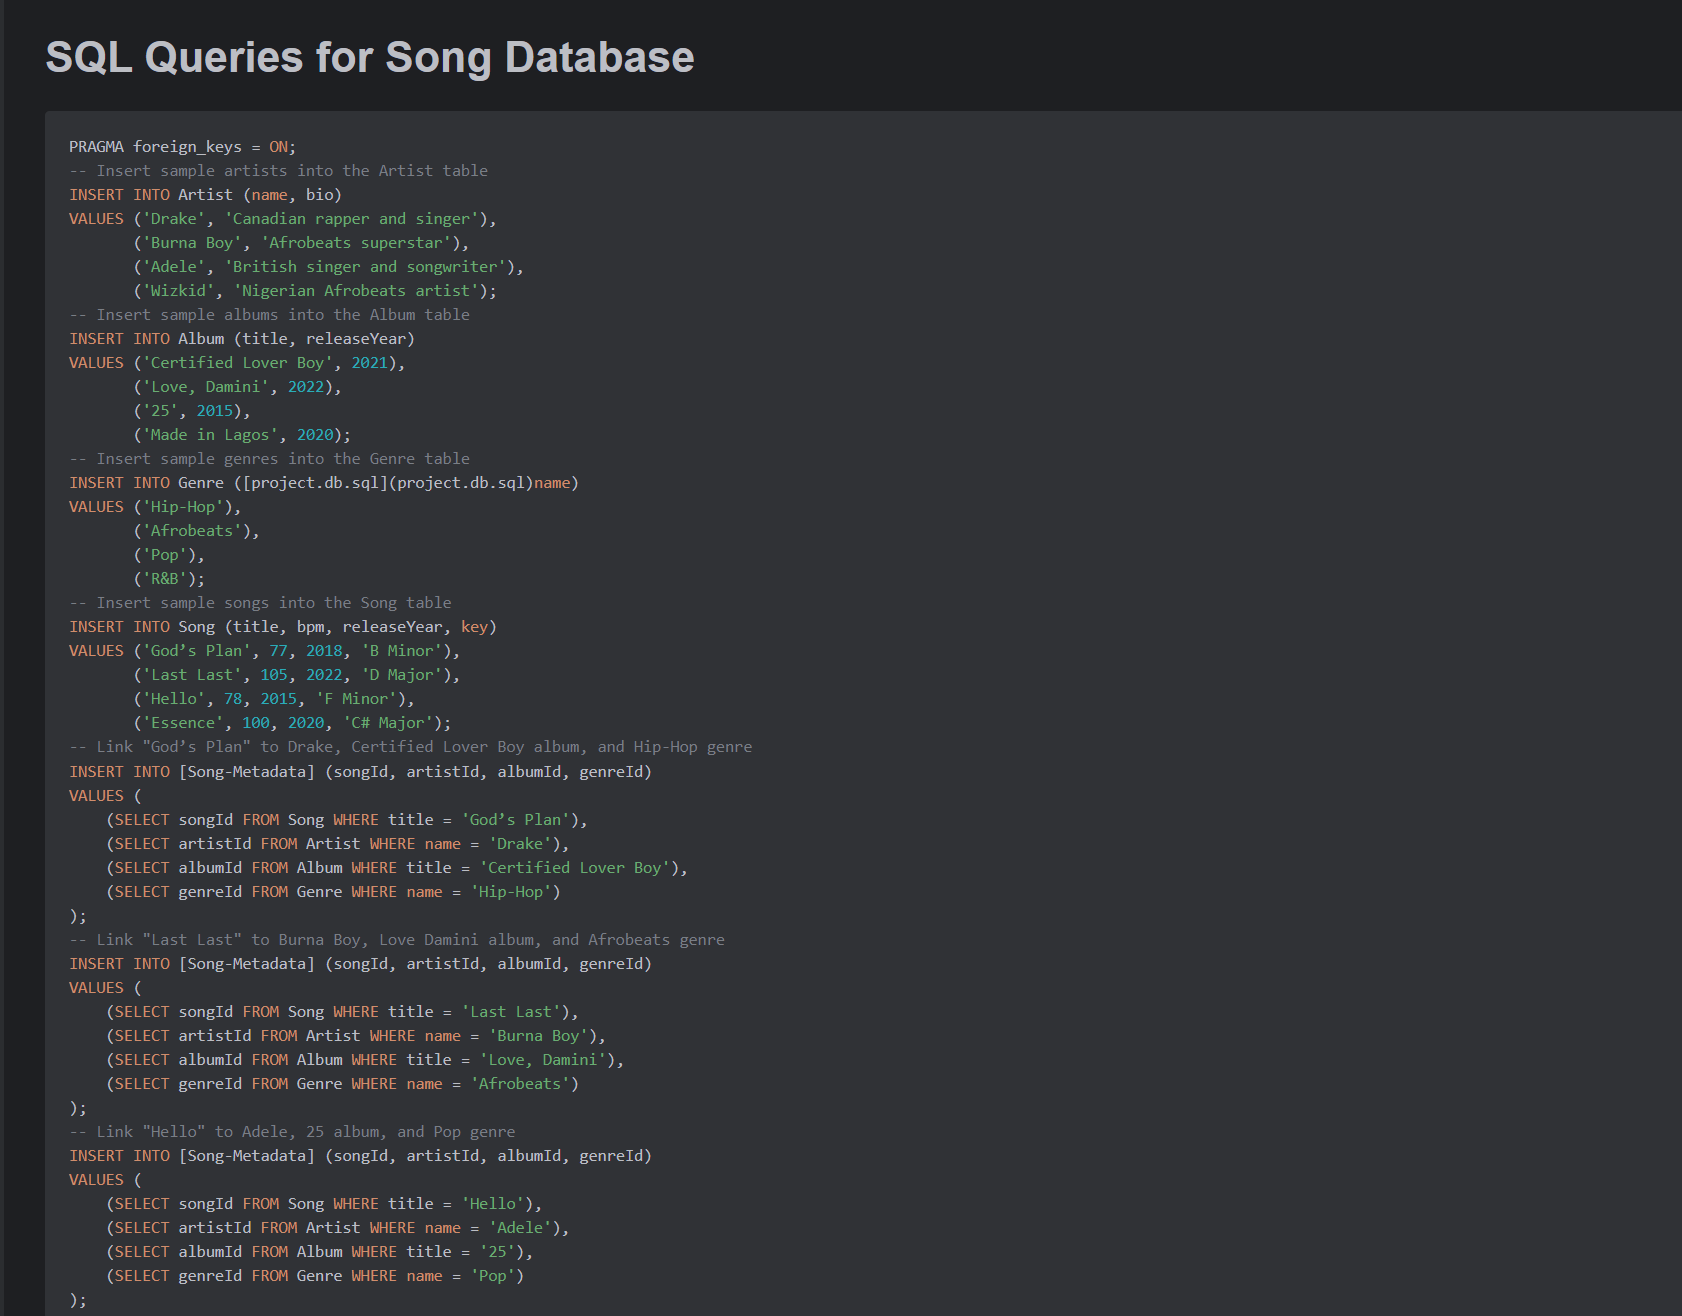 SQL Queries for Song Database
PRAGMA foreign_keys = ON;
-- Insert sample artists into the Artist table
INSERT INTO Artist (name, bio)
VALUES ('Drake', 'Canadian rapper and singer'),
       ('Burna Boy', 'Afrobeats superstar'),
       ('Adele', 'British singer and songwriter'),
       ('Wizkid', 'Nigerian Afrobeats artist');
-- Insert sample albums into the Album table
INSERT INTO Album (title, releaseYear)
VALUES ('Certified Lover Boy', 2021),
       ('Love, Damini', 2022),
       ('25', 2015),
       ('Made in Lagos', 2020);
-- Insert sample genres into the Genre table
INSERT INTO Genre ([project.db.sql](project.db.sql)name)
VALUES ('Hip-Hop'),
       ('Afrobeats'),
       ('Pop'),
       ('R&B');
-- Insert sample songs into the Song table
INSERT INTO Song (title, bpm, releaseYear, key)
VALUES ('God’s Plan', 77, 2018, 'B Minor'),
       ('Last Last', 105, 2022, 'D Major'),
       ('Hello', 78, 2015, 'F Minor'),
       ('Essence', 100, 2020, 'C# Major');
-- Link "God’s Plan" to Drake, Certified Lover Boy album, and Hip-Hop genre
INSERT INTO [Song-Metadata] (songId, artistId, albumId, genreId)
VALUES (
    (SELECT songId FROM Song WHERE title = 'God’s Plan'),
    (SELECT artistId FROM Artist WHERE name = 'Drake'),
    (SELECT albumId FROM Album WHERE title = 'Certified Lover Boy'),
    (SELECT genreId FROM Genre WHERE name = 'Hip-Hop')
);
-- Link "Last Last" to Burna Boy, Love Damini album, and Afrobeats genre
INSERT INTO [Song-Metadata] (songId, artistId, albumId, genreId)
VALUES (
    (SELECT songId FROM Song WHERE title = 'Last Last'),
    (SELECT artistId FROM Artist WHERE name = 'Burna Boy'),
    (SELECT albumId FROM Album WHERE title = 'Love, Damini'),
    (SELECT genreId FROM Genre WHERE name = 'Afrobeats')
);
-- Link "Hello" to Adele, 25 album, and Pop genre
INSERT INTO [Song-Metadata] (songId, artistId, albumId, genreId)
VALUES (
    (SELECT songId FROM Song WHERE title = 'Hello'),
    (SELECT artistId FROM Artist WHERE name = 'Adele'),
    (SELECT albumId FROM Album WHERE title = '25'),
    (SELECT genreId FROM Genre WHERE name = 'Pop')
);